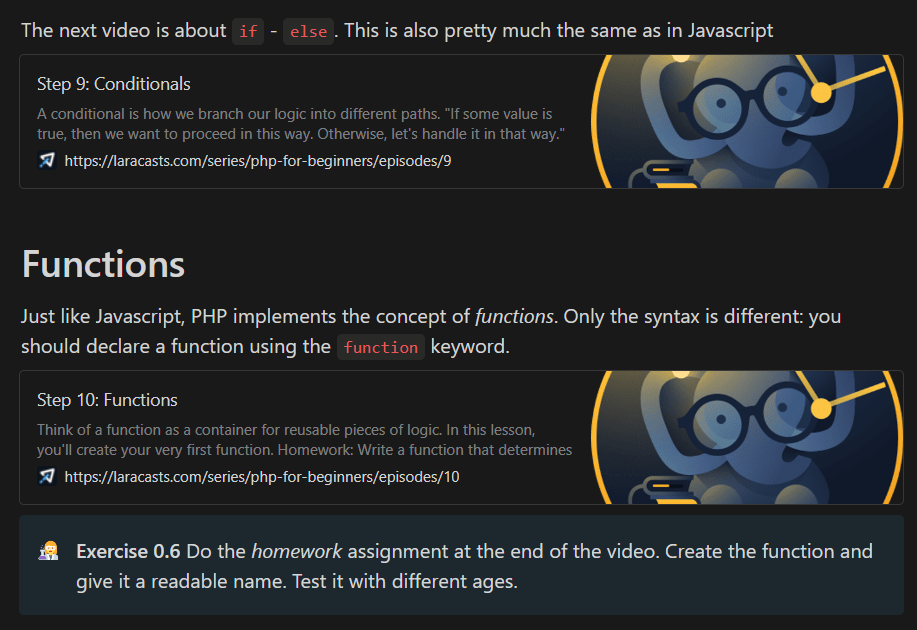 The next video is about if - else. This is also pretty much the same as in Javascript
Step 9: Conditionals
A conditional is how we branch our logic into different paths. "If some value is
true, then we want to proceed in this way. Otherwise, let's handle it in that way."
https://laracasts.com/series/php-for-beginners/episodes/9
Functions
Just like Javascript, PHP implements the concept of functions. Only the syntax is different: you
should declare a function using the function keyword.
Step 10: Functions
Think of a function as a container for reusable pieces of logic. In this lesson,
you'll create your very first function. Homework: Write a function that determines
https://laracasts.com/series/php-for-beginners/episodes/10
Exercise 0.6 Do the homework assignment at the end of the video. Create the function and
give it a readable name. Test it with different ages.